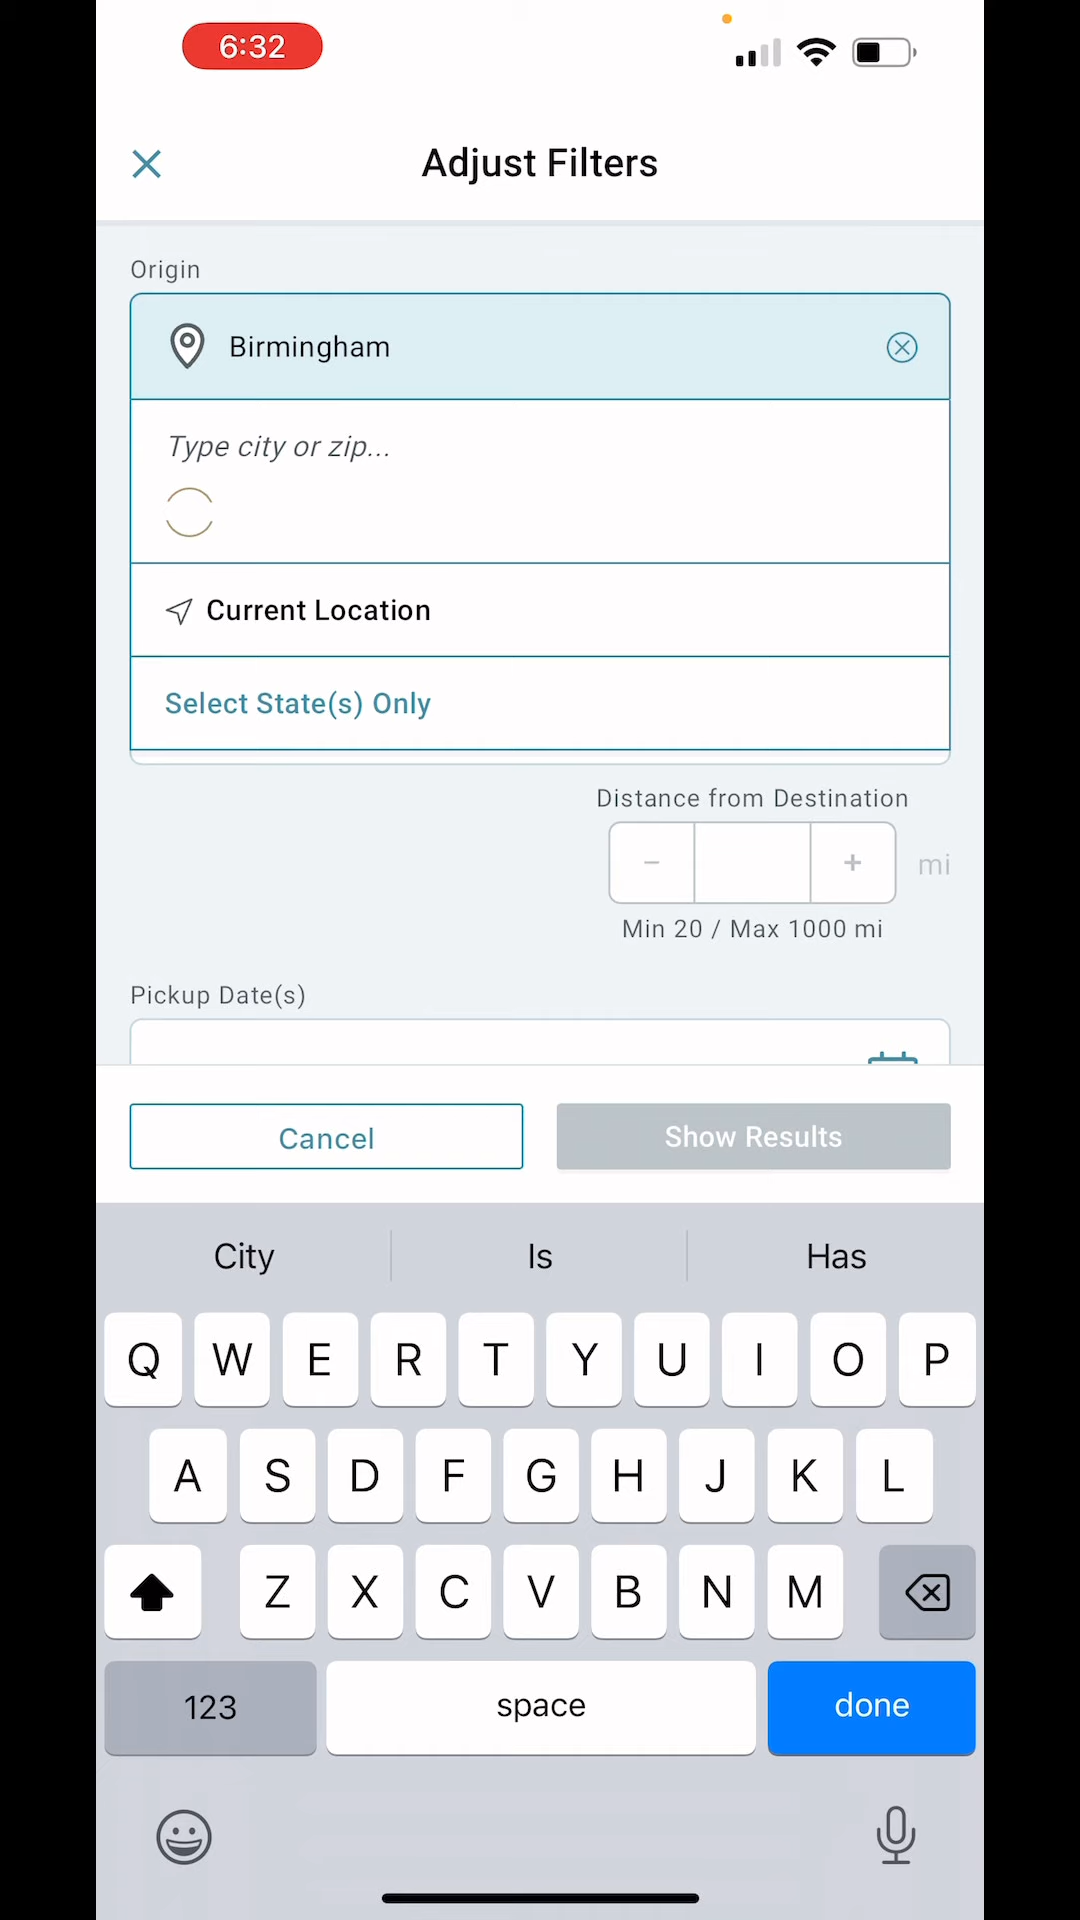 6:32
Adjust Filters
Origin
Birmingham
Type city or zip...
Current Location
Select State(s) Only
Distance from Destination
− + mi
Min 20 / Max 1000 mi
Pickup Date(s)
Cancel Show Results
City Is Has
Q W E R T Y U I O P
A S D F G H J K L
Z X C V B N M
123 space done